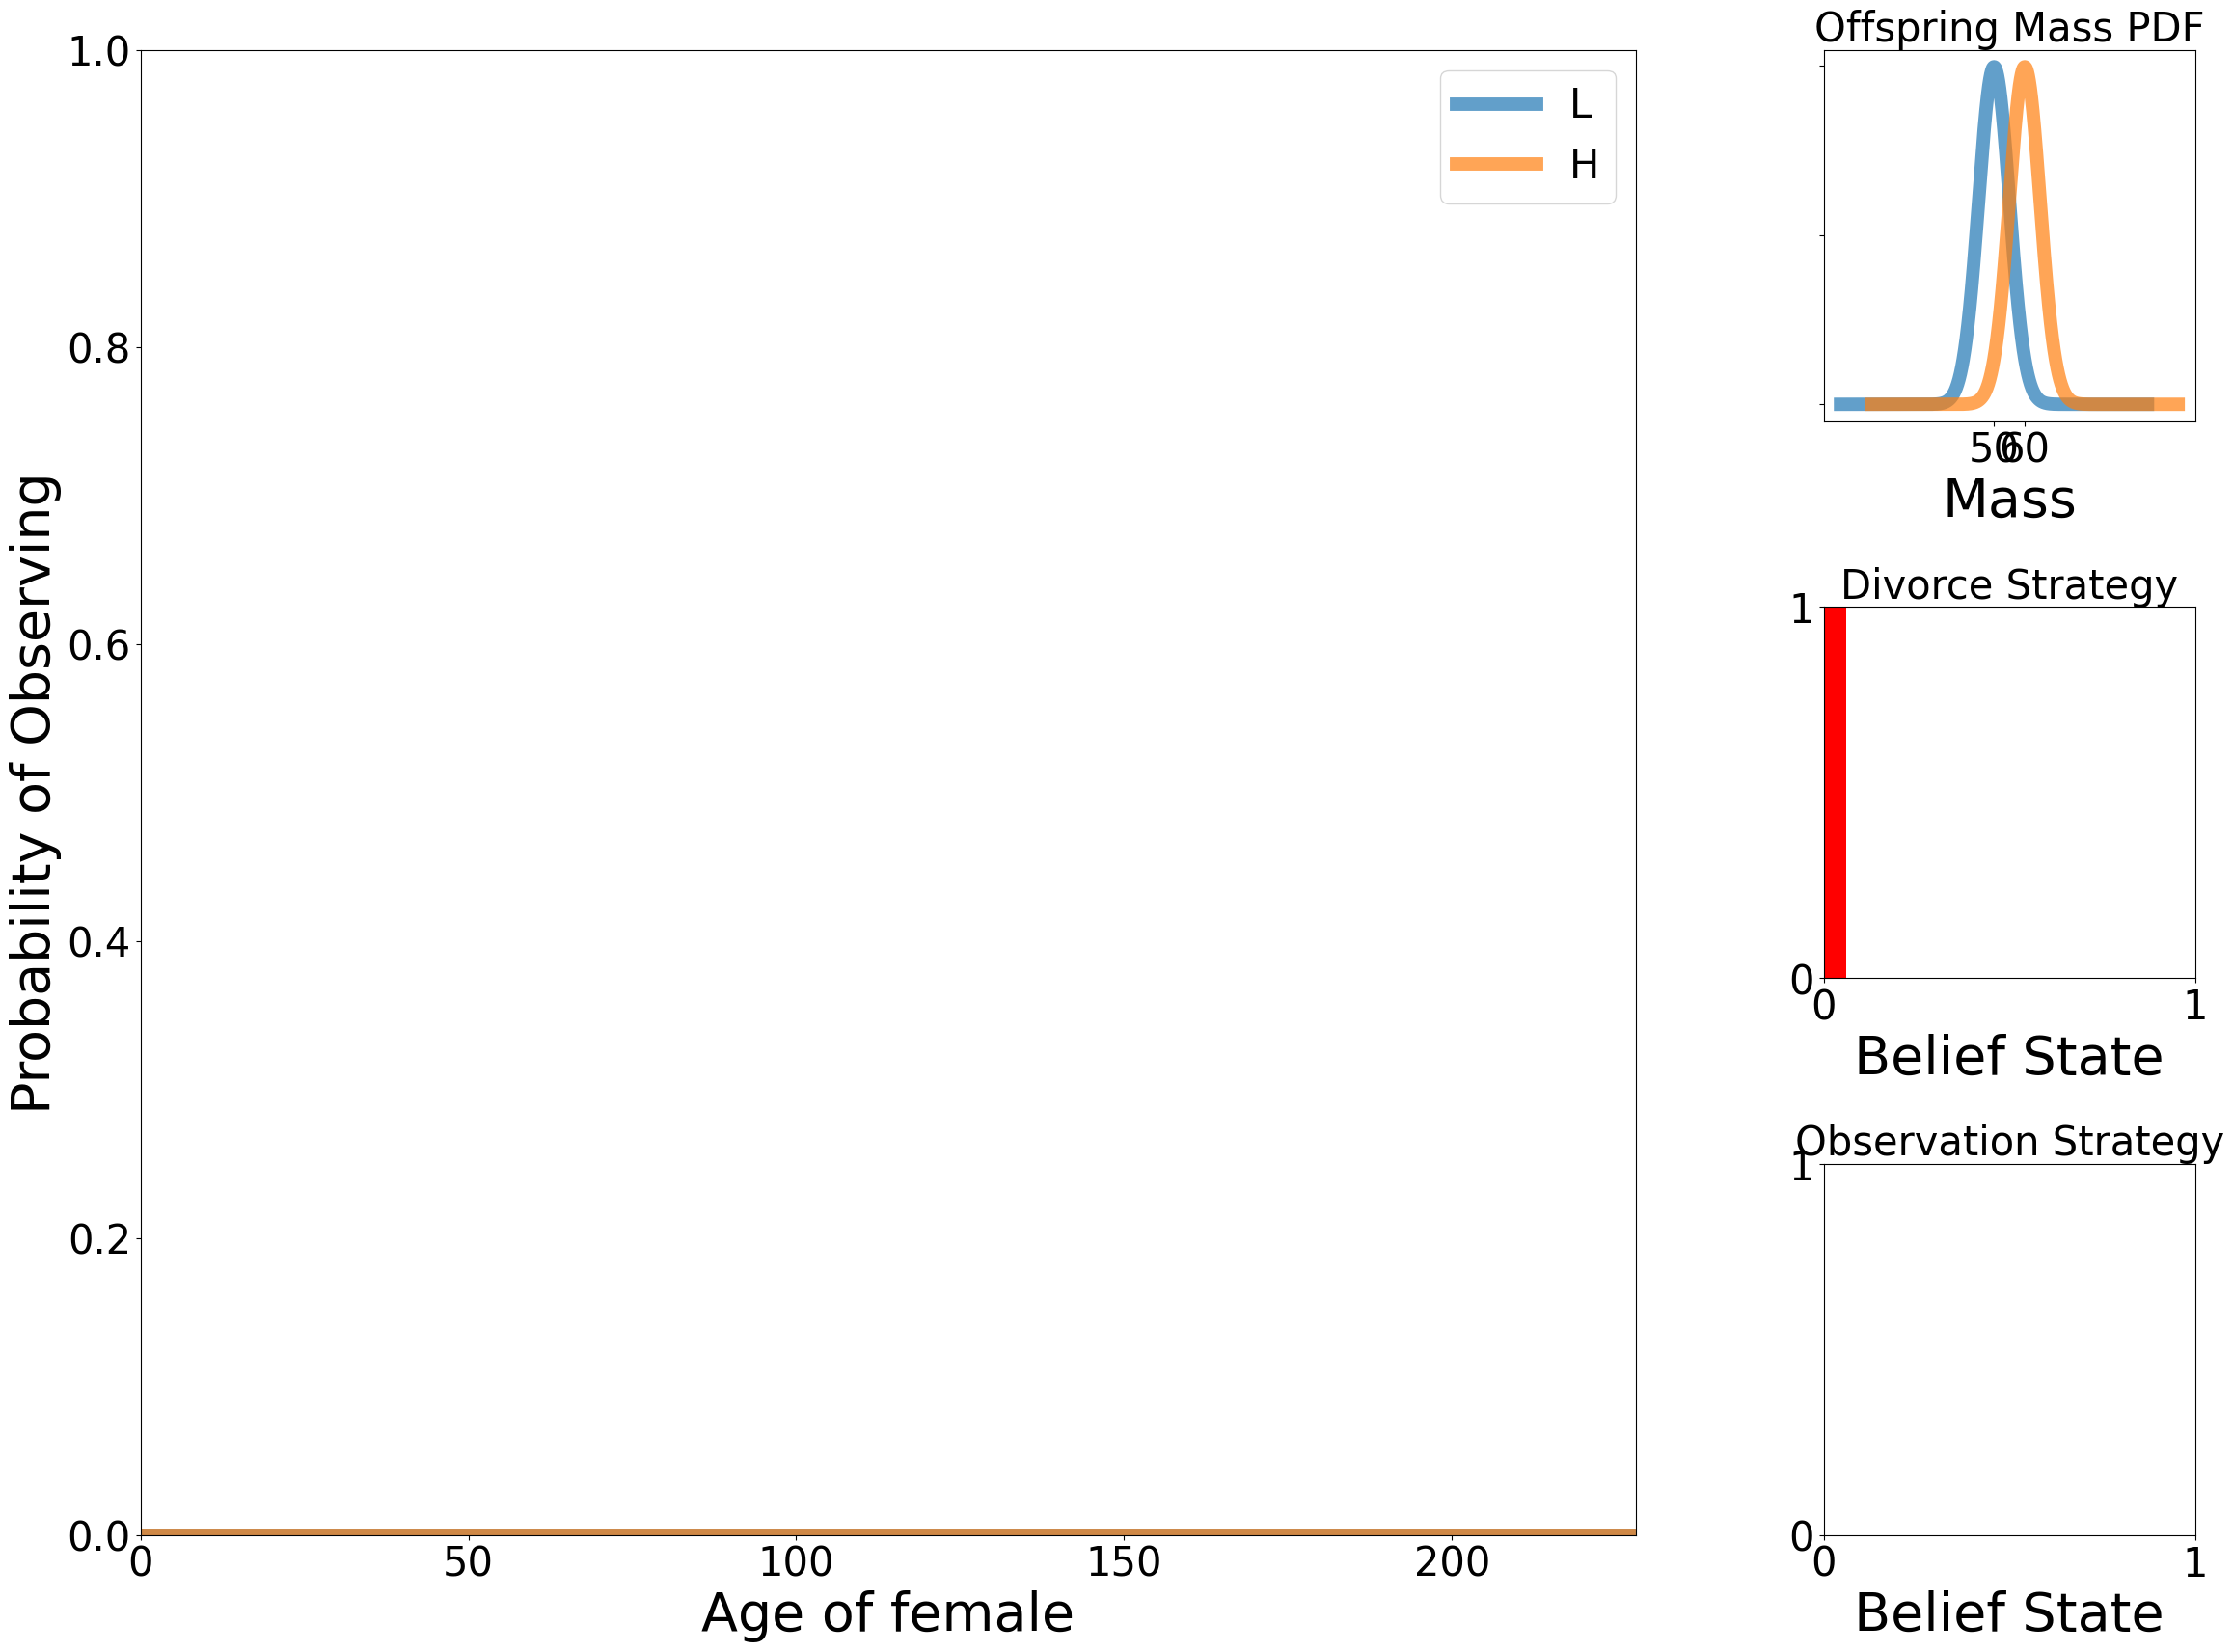 Probability of Observing
1.0
0.8
0.6
0.4
0.2
0.0
0 50 100 150 200
Age of female
L
H
Offspring Mass PDF
50 60
Mass
Divorce Strategy
1
0
0 1
Belief State
Observation Strategy
1
0
0 1
Belief State